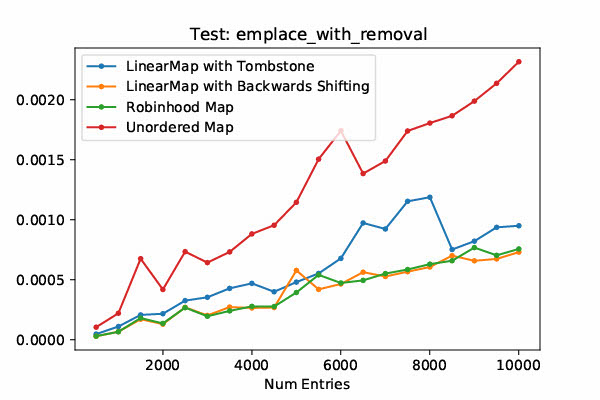 Test: emplace_with_removal
LinearMap with Tombstone
LinearMap with Backwards Shifting
Robinhood Map
Unordered Map
0.0020
0.0015
0.0010
0.0005
0.0000
2000 4000 6000 8000 10000
Num Entries